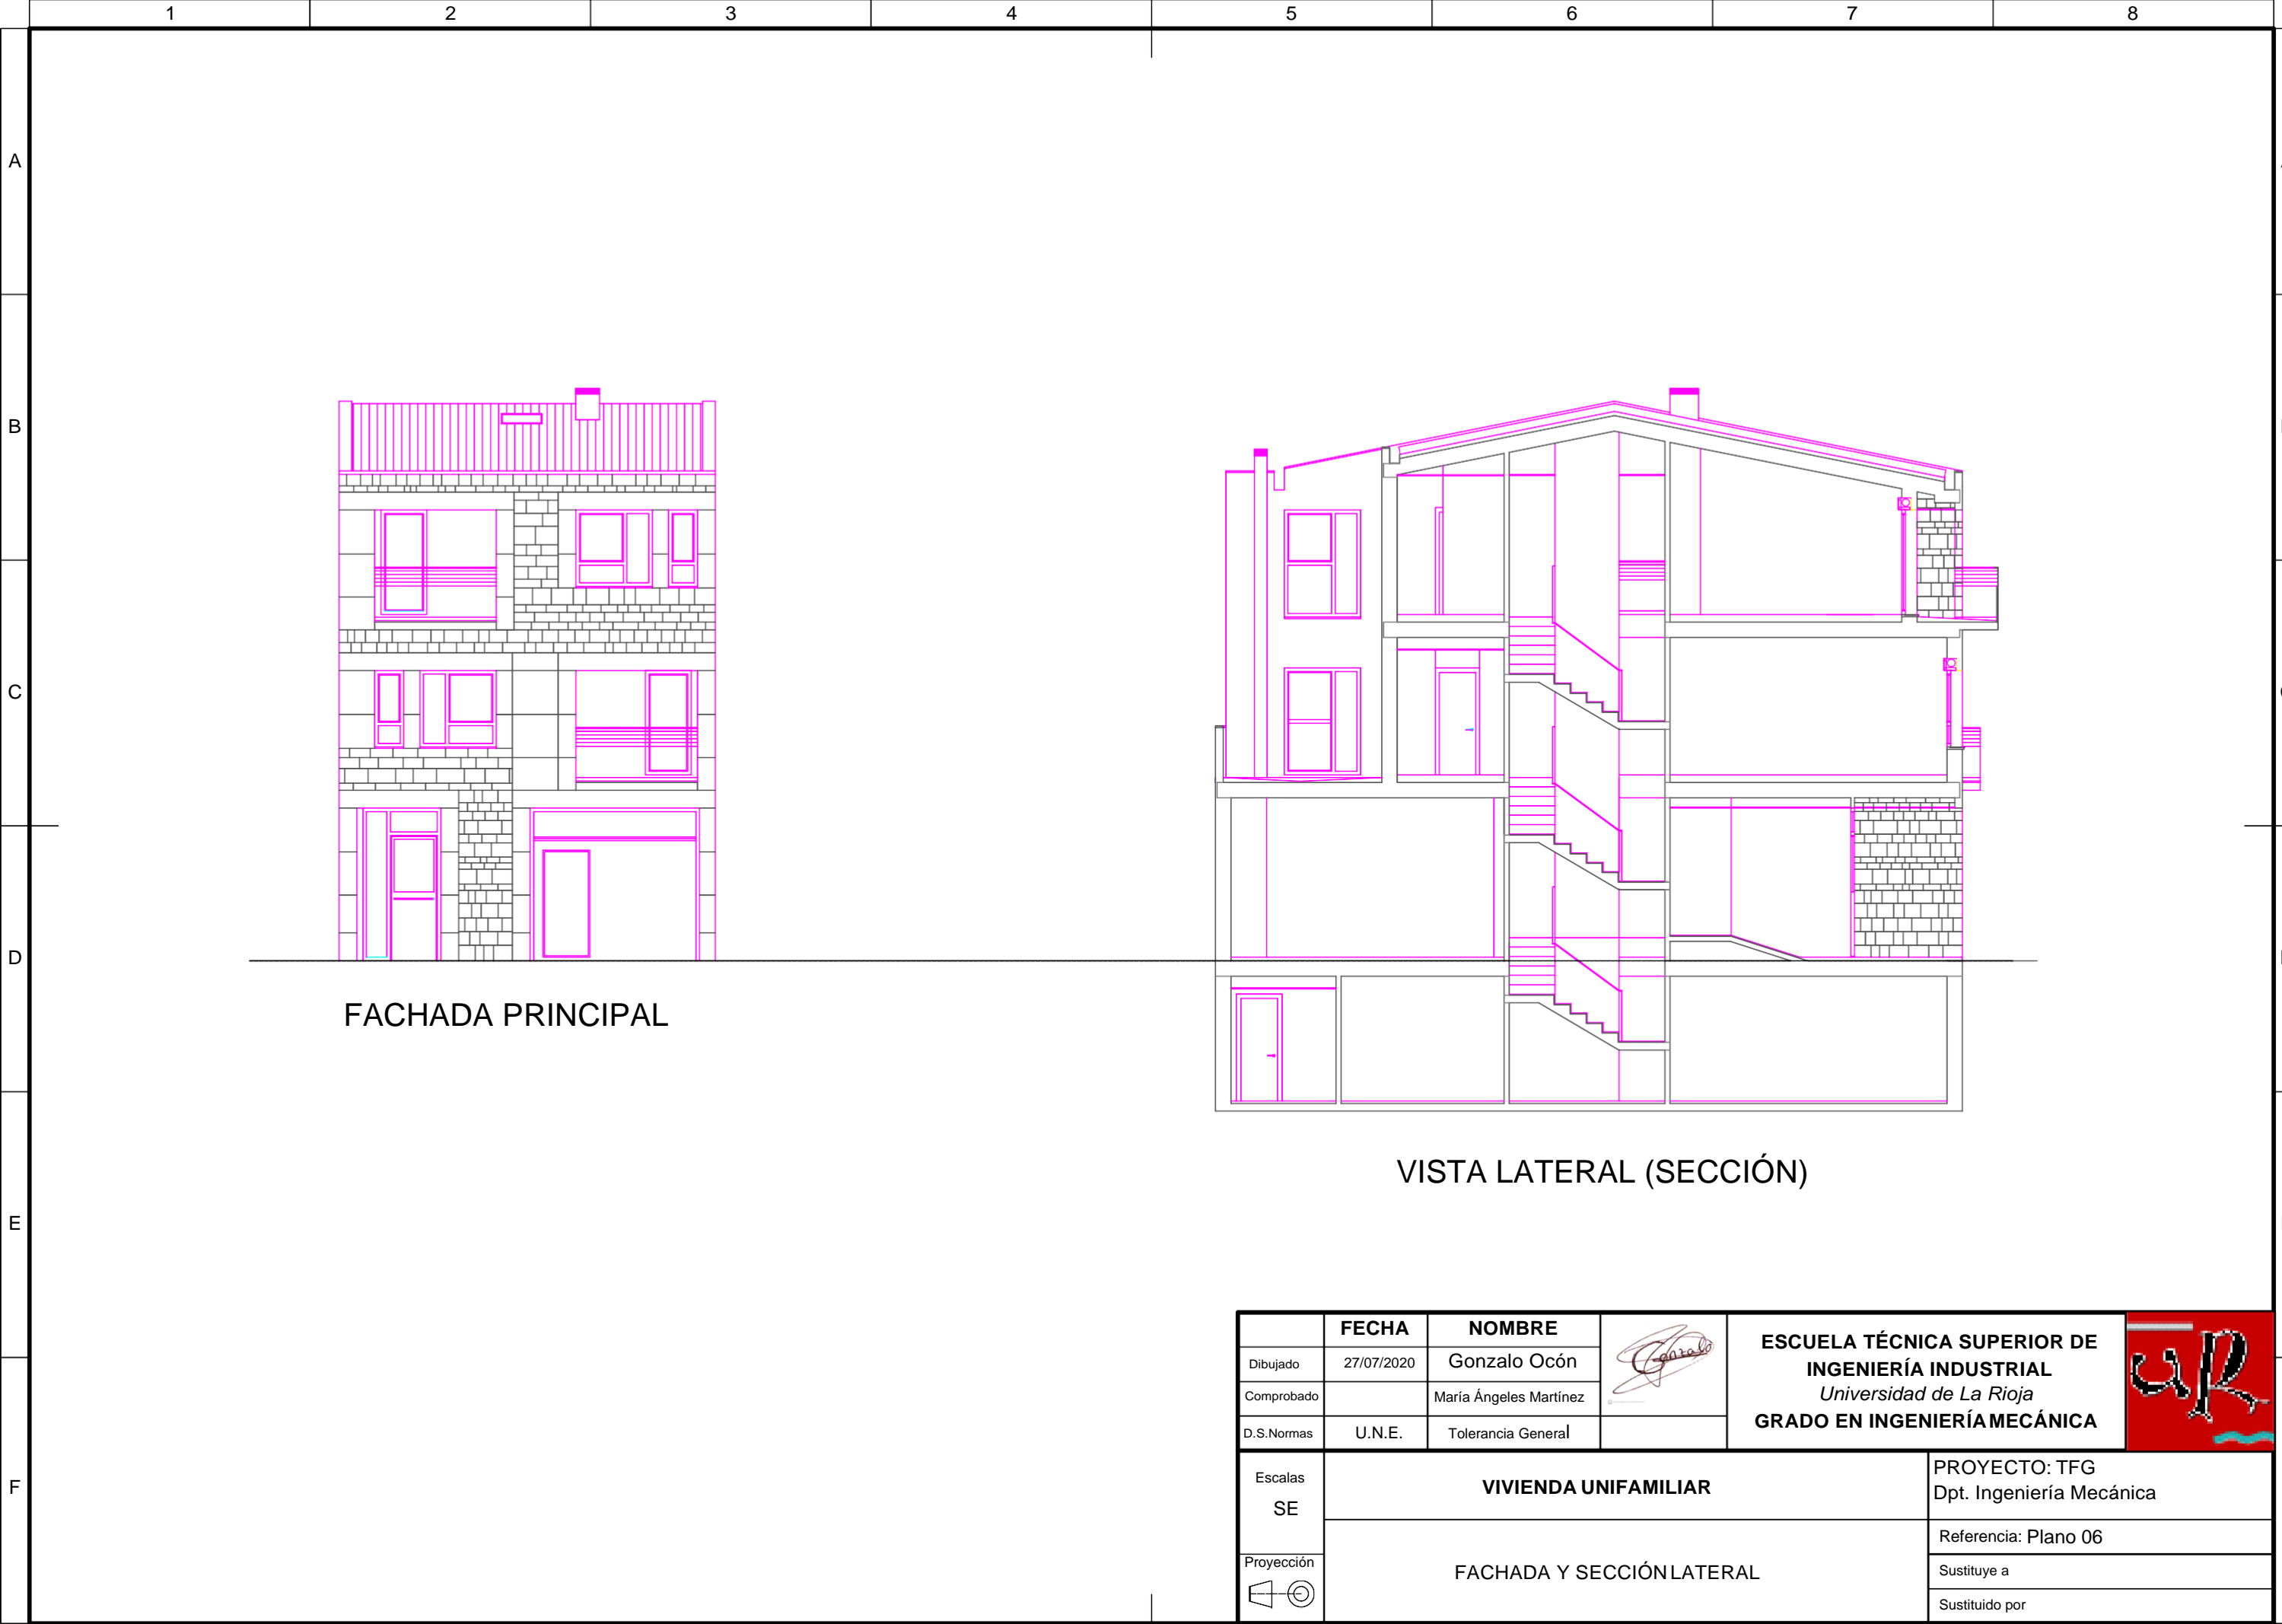 1 2 3 4 5 6 7 8
A
B
C
D
E
F
FACHADA PRINCIPAL
VISTA LATERAL (SECCIÓN)
FECHA NOMBRE
Dibujado 27/07/2020 Gonzalo Ocón
Comprobado María Ángeles Martínez
D.S.Normas U.N.E. Tolerancia General
Gonzalo
ESCUELA TÉCNICA SUPERIOR DE
INGENIERÍA INDUSTRIAL
Universidad de La Rioja
GRADO EN INGENIERÍA MECÁNICA
uR
Escalas
SE
VIVIENDA UNIFAMILIAR
PROYECTO: TFG
Dpt. Ingeniería Mecánica
Referencia: Plano 06
Proyección
FACHADA Y SECCIÓN LATERAL
Sustituye a
Sustituido por